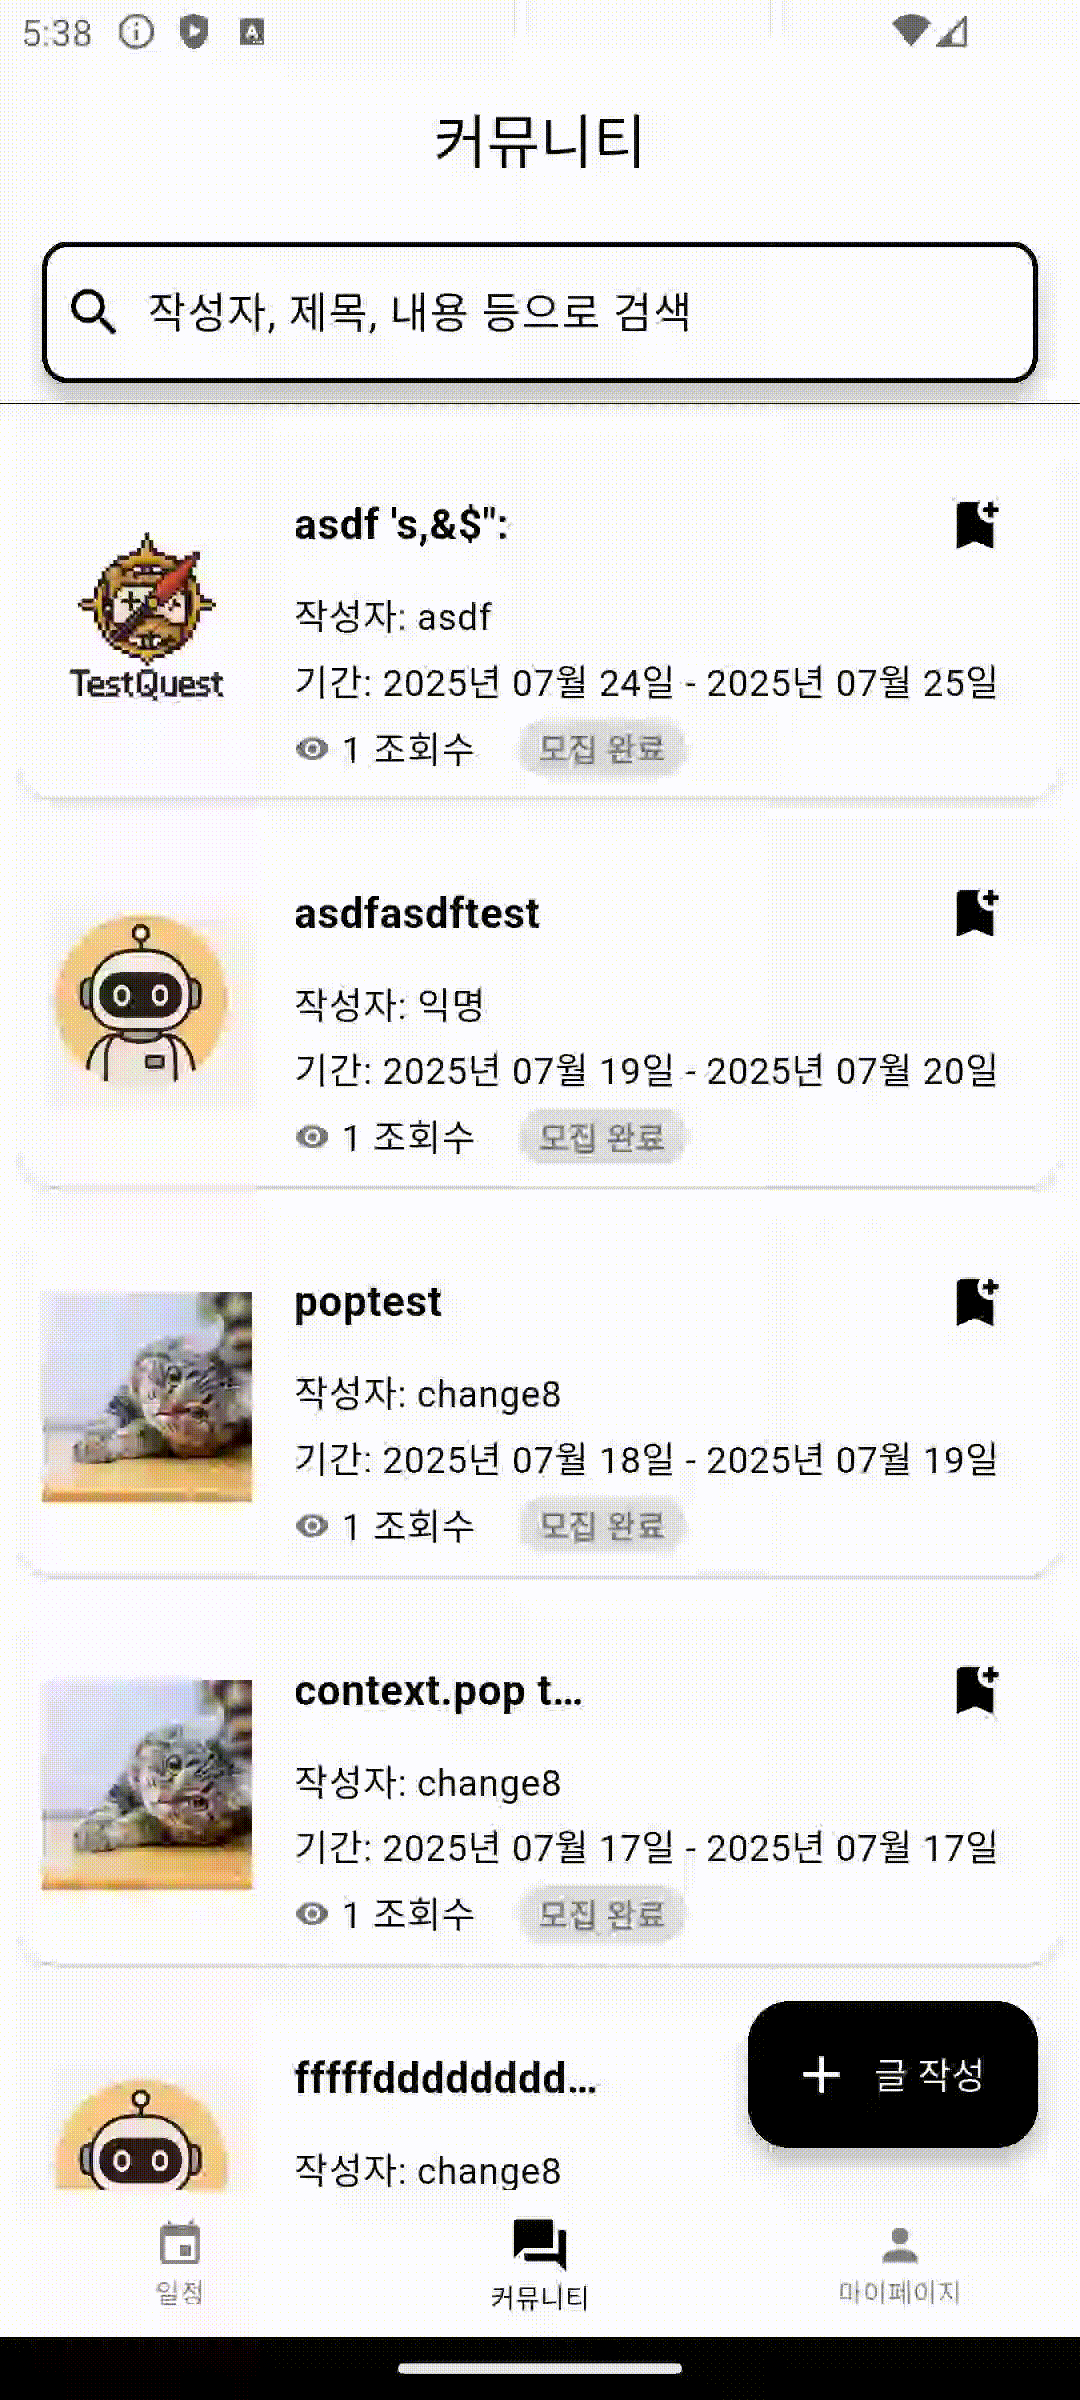 5:38
커뮤니티
작성자, 제목, 내용 등으로 검색
asdf 's,&$":
작성자: asdf
TestQuest
기간: 2025년 07월 24일 - 2025년 07월 25일
1 조회수 모집 완료
asdfasdftest
작성자: 익명
기간: 2025년 07월 19일 - 2025년 07월 20일
1 조회수 모집 완료
poptest
작성자: change8
기간: 2025년 07월 18일 - 2025년 07월 19일
1 조회수 모집 완료
context.pop t...
작성자: change8
기간: 2025년 07월 17일 - 2025년 07월 17일
1 조회수 모집 완료
fffffdddddddd...
글 작성
작성자: change8
일정 커뮤니티 마이페이지